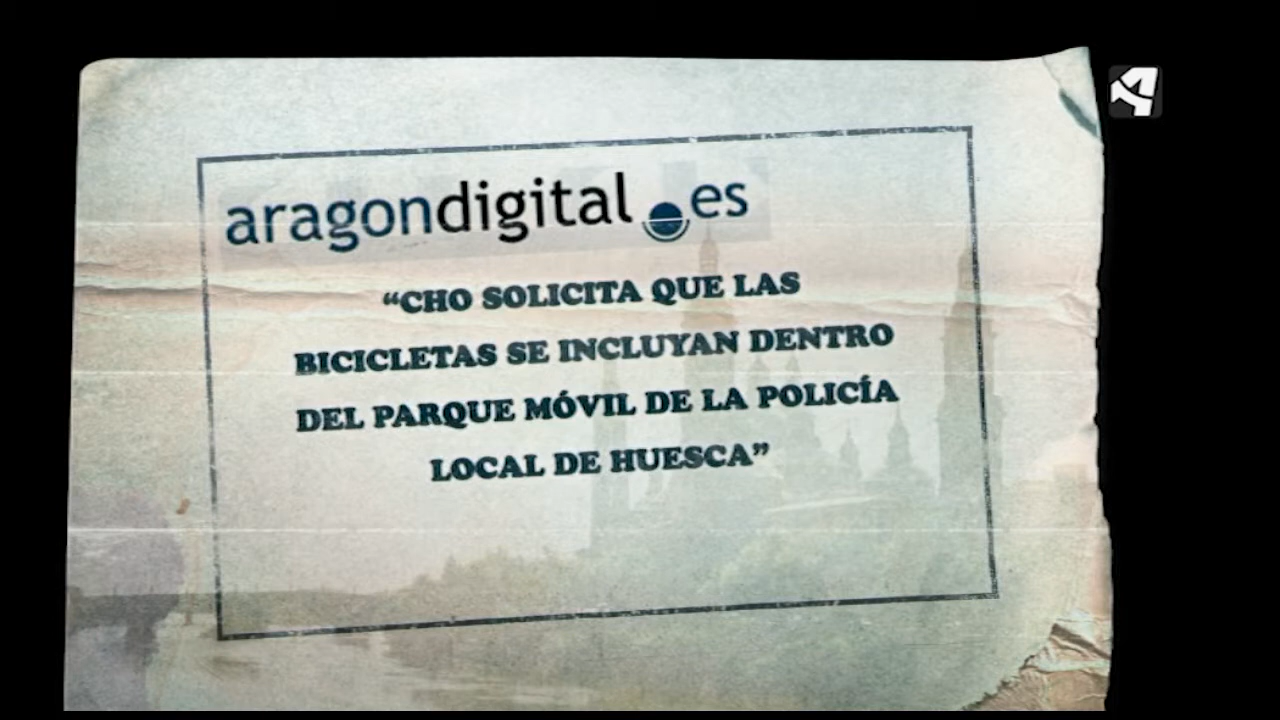 aragondigital.es
“CHO SOLICITA QUE LAS
BICICLETAS SE INCLUYAN DENTRO
DEL PARQUE MÓVIL DE LA POLICÍA
LOCAL DE HUESCA”